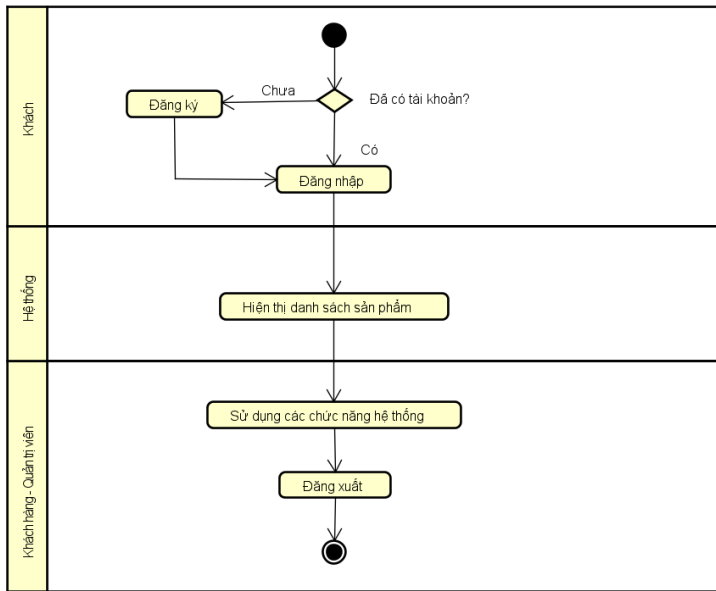 Khách
Đã có tài khoản?
Chưa
Đăng ký
Có
Đăng nhập
Hệ thống
Hiện thị danh sách sản phẩm
Khách hàng - Quản trị viên
Sử dụng các chức năng hệ thống
Đăng xuất